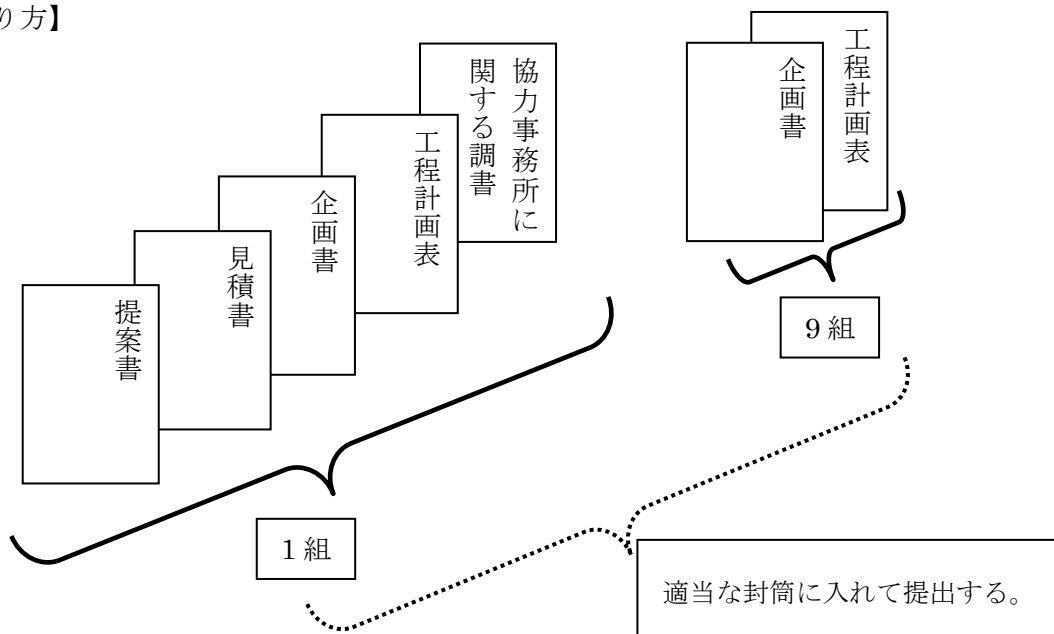 り方】
提案書
見積書
企画書
工程計画表
協力事務所に
関する調書
1組
企画書
工程計画表
9組
適当な封筒に入れて提出する。